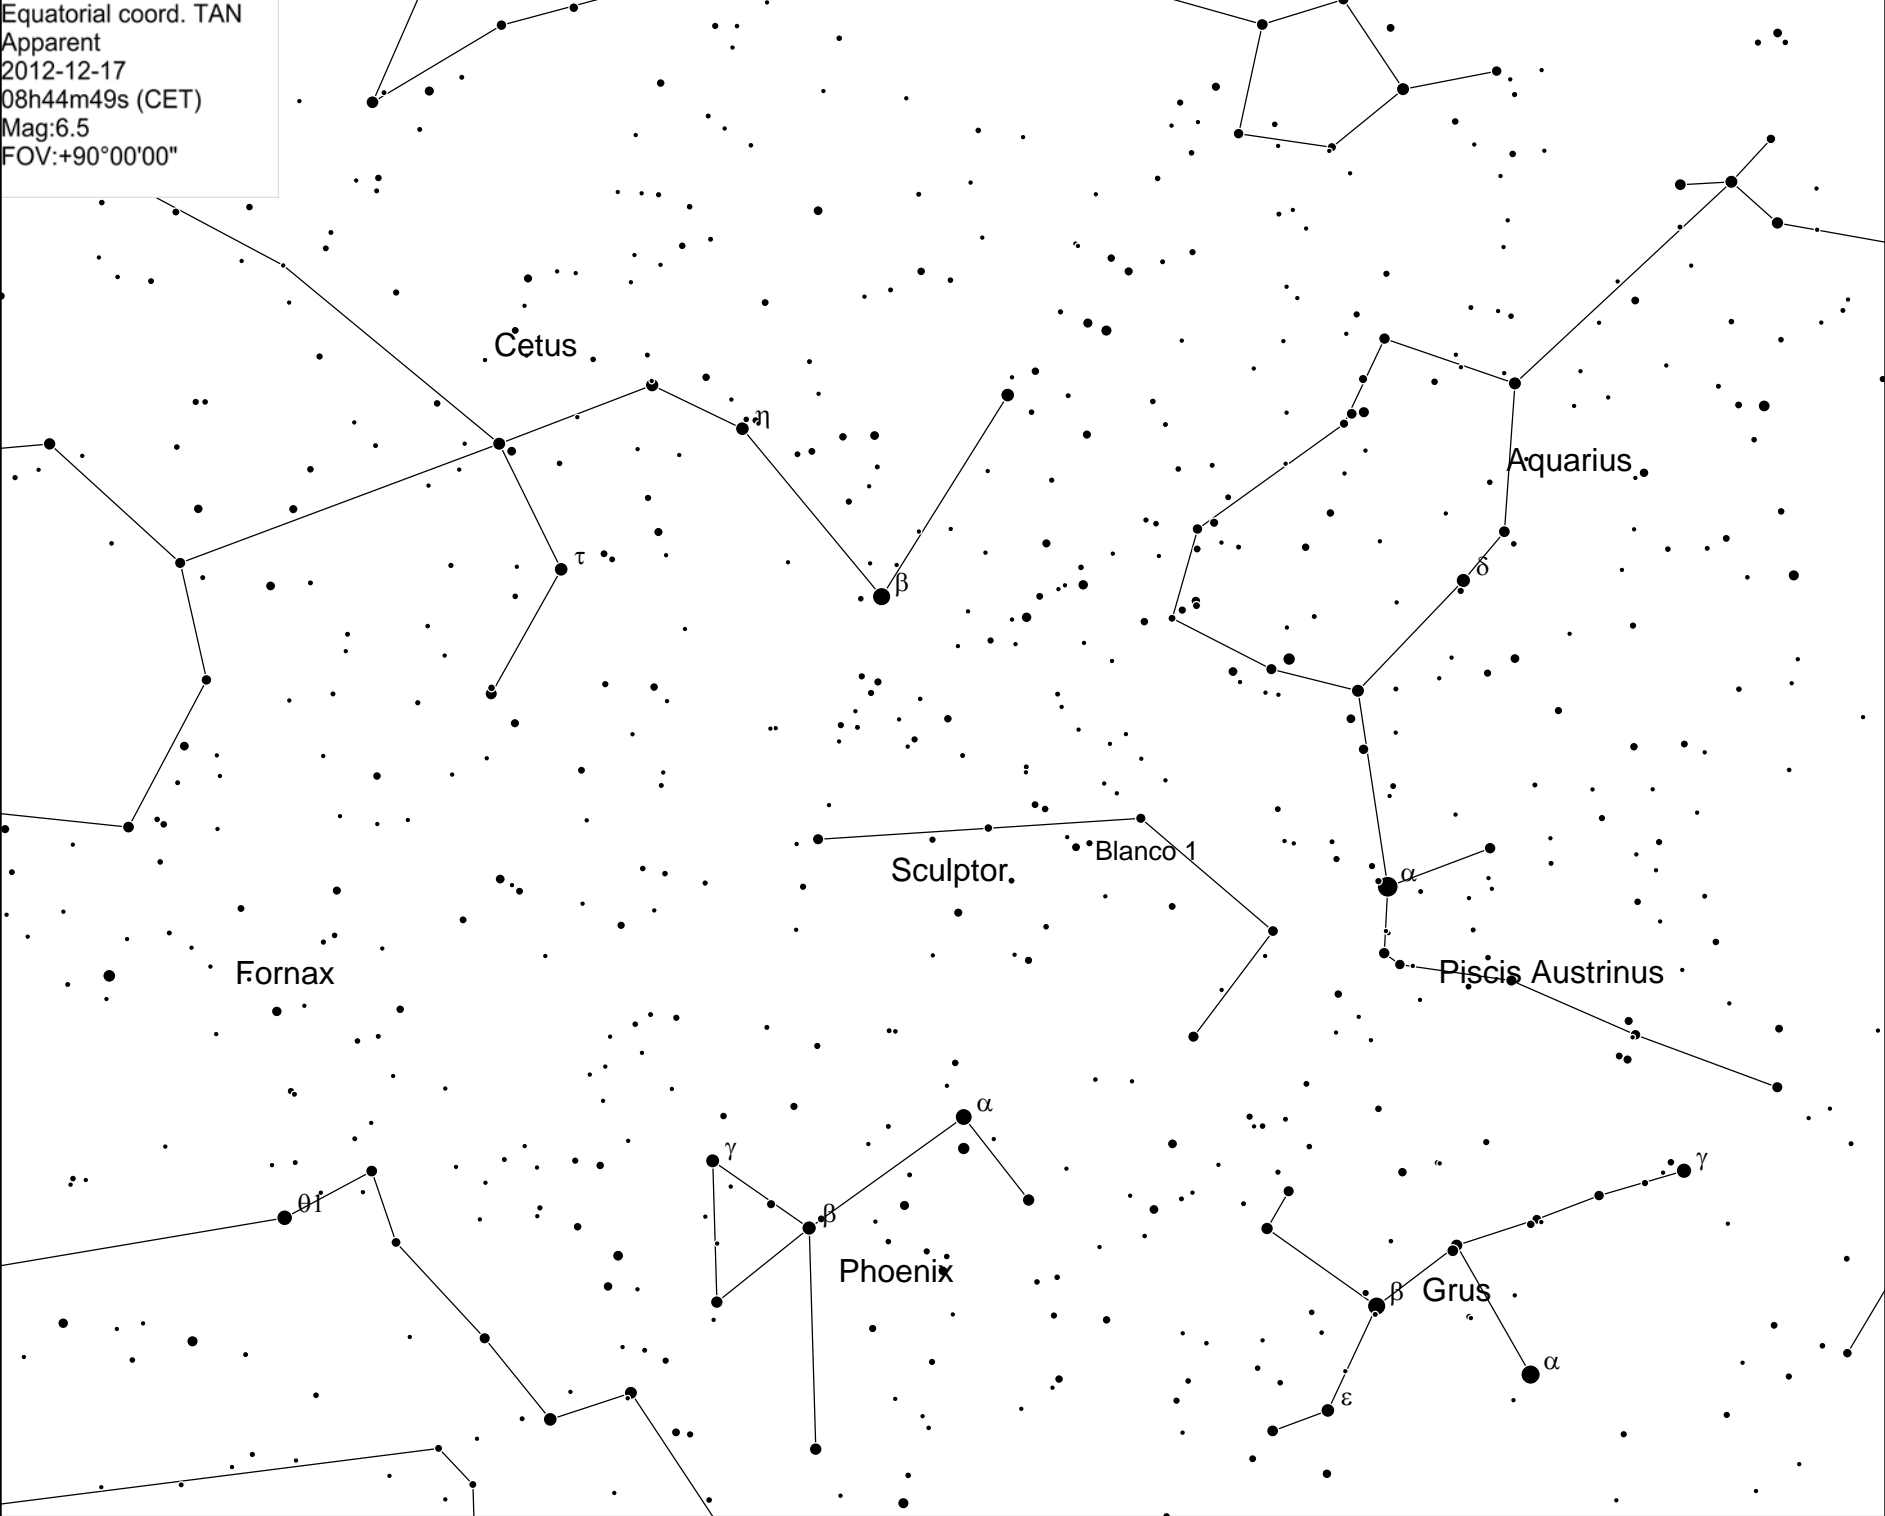 Equatorial coord. TAN
Apparent
2012-12-17
08h44m49s (CET)
Mag:6.5
FOV:+90°00'00"
Cetus
η
Aquarius
τ
β
δ
Blanco 1
Sculptor
α
Fornax
Piscis Austrinus
α
γ
γ
θ1
β
Phoenix
β
Grus
α
ε